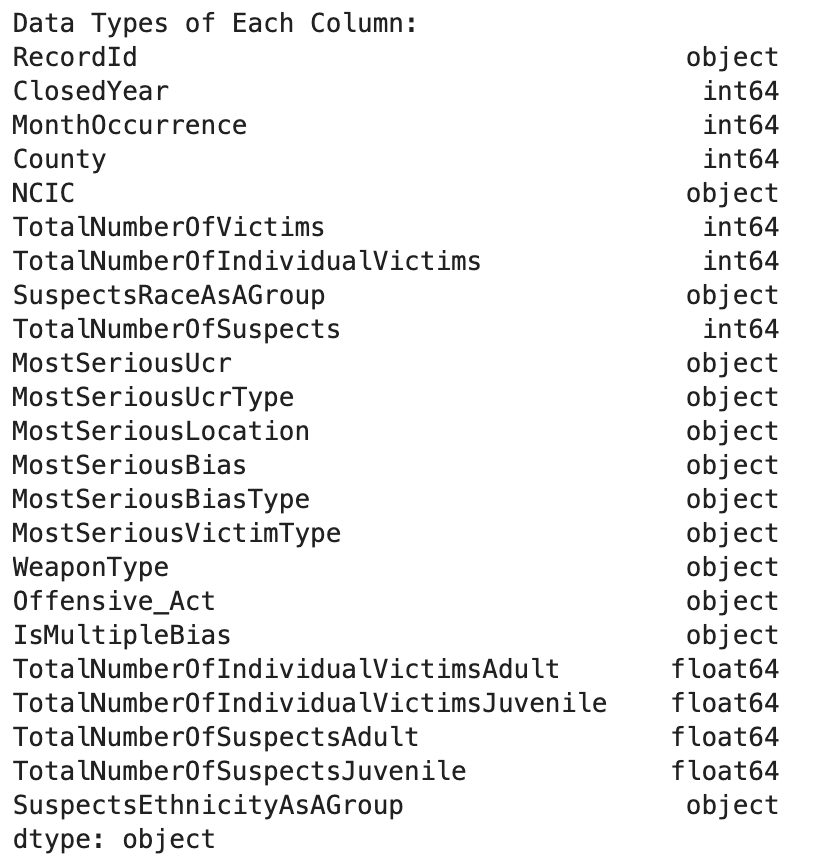 Data Types of Each Column:
RecordId object
ClosedYear int64
MonthOccurrence int64
County int64
NCIC object
TotalNumberOfVictims int64
TotalNumberOfIndividualVictims int64
SuspectsRaceAsAGroup object
TotalNumberOfSuspects int64
MostSeriousUcr object
MostSeriousUcrType object
MostSeriousLocation object
MostSeriousBias object
MostSeriousBiasType object
MostSeriousVictimType object
WeaponType object
Offensive_Act object
IsMultipleBias object
TotalNumberOfIndividualVictimsAdult float64
TotalNumberOfIndividualVictimsJuvenile float64
TotalNumberOfSuspectsAdult float64
TotalNumberOfSuspectsJuvenile float64
SuspectsEthnicityAsAGroup object
dtype: object